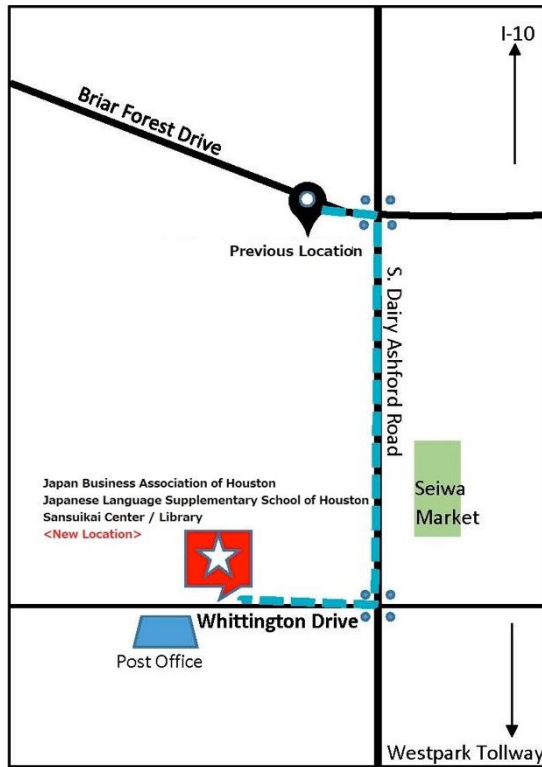 I-10
Briar Forest Drive
Previous Location
S. Dairy Ashford Road
Japan Business Association of Houston
Japanese Language Supplementary School of Houston
Sansuikai Center / Library
<New Location>
Seiwa
Market
Whittington Drive
Post Office
Westpark Tollway